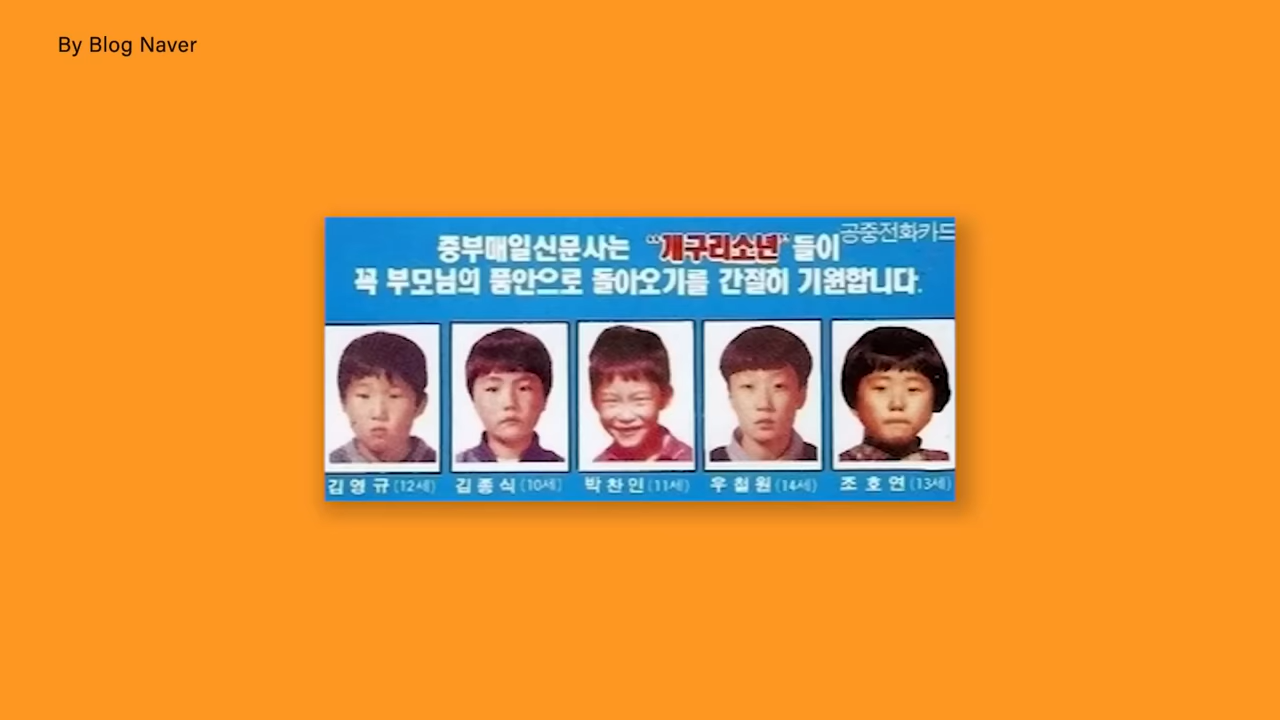 By Blog Naver
공중전화카드
중부매일신문사는 "개구리소년"들이
꼭 부모님의 품안으로 돌아오기를 간절히 기원합니다.
김영규(12세) 김종식(10세) 박찬인(11세) 우철원(14세) 조호연(13세)